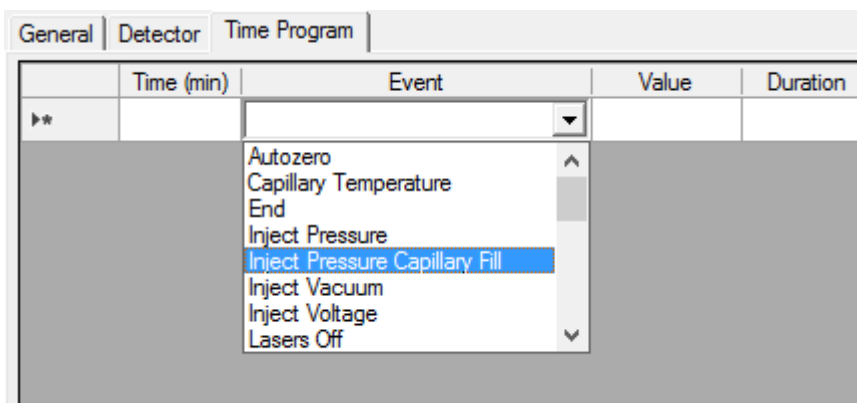 General Detector Time Program
Time (min) Event Value Duration
Autozero
Capillary Temperature
End
Inject Pressure
Inject Pressure Capillary Fill
Inject Vacuum
Inject Voltage
Lasers Off